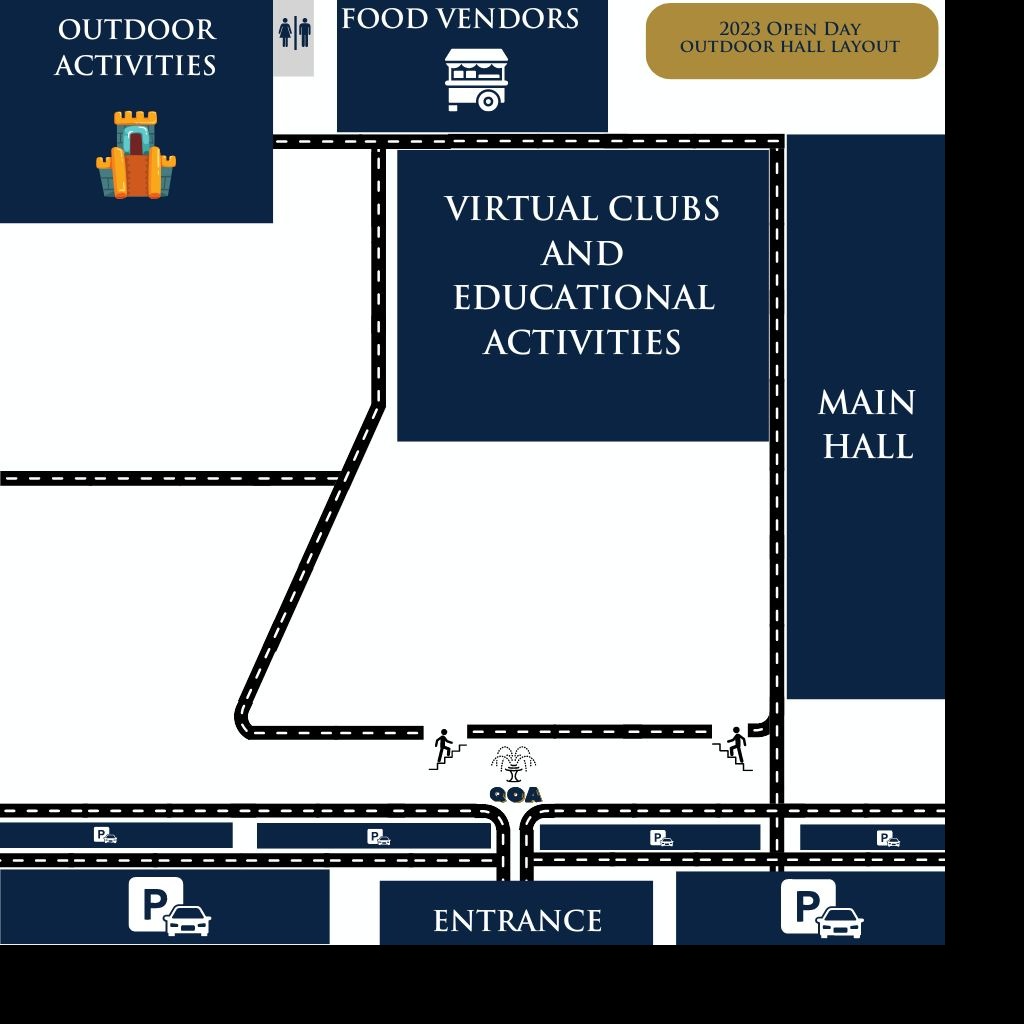 OUTDOOR
ACTIVITIES
FOOD VENDORS
2023 Open Day
OUTDOOR HALL LAYOUT
VIRTUAL CLUBS
AND
EDUCATIONAL
ACTIVITIES
MAIN
HALL
QOA
P
P
P
P
P
ENTRANCE
P